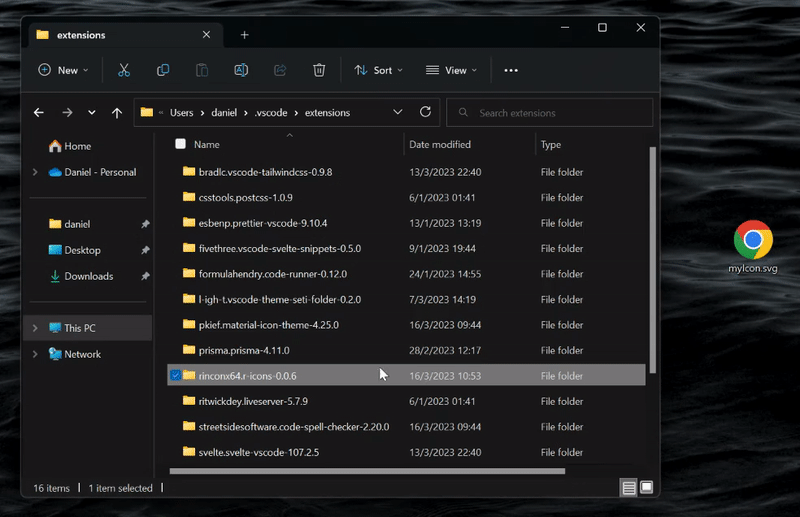 extensions
New
Sort
View
Users
daniel
.vscode
extensions
Search extensions
Home
Daniel - Personal
daniel
Desktop
Downloads
This PC
Network
Name Date modified Type
bradlc.vscode-tailwindcss-0.9.8 13/3/2023 22:40 File folder
csstools.postcss-1.0.9 6/1/2023 01:41 File folder
esbenp.prettier-vscode-9.10.4 13/1/2023 13:19 File folder
fivethree.vscode-svelte-snippets-0.5.0 9/1/2023 19:44 File folder
formulahendry.code-runner-0.12.0 24/1/2023 14:55 File folder
l-igh-t.vscode-theme-seti-folder-0.2.0 7/3/2023 14:19 File folder
pkief.material-icon-theme-4.25.0 16/3/2023 09:44 File folder
prisma.prisma-4.11.0 28/2/2023 12:17 File folder
rinconx64.r-icons-0.0.6 16/3/2023 10:53 File folder
ritwickdey.liveserver-5.7.9 6/1/2023 01:41 File folder
streetsidesoftware.code-spell-checker-2.20.0 16/3/2023 09:44 File folder
svelte.svelte-vscode-107.2.5 13/3/2023 22:40 File folder
16 items 1 item selected
myIcon.svg